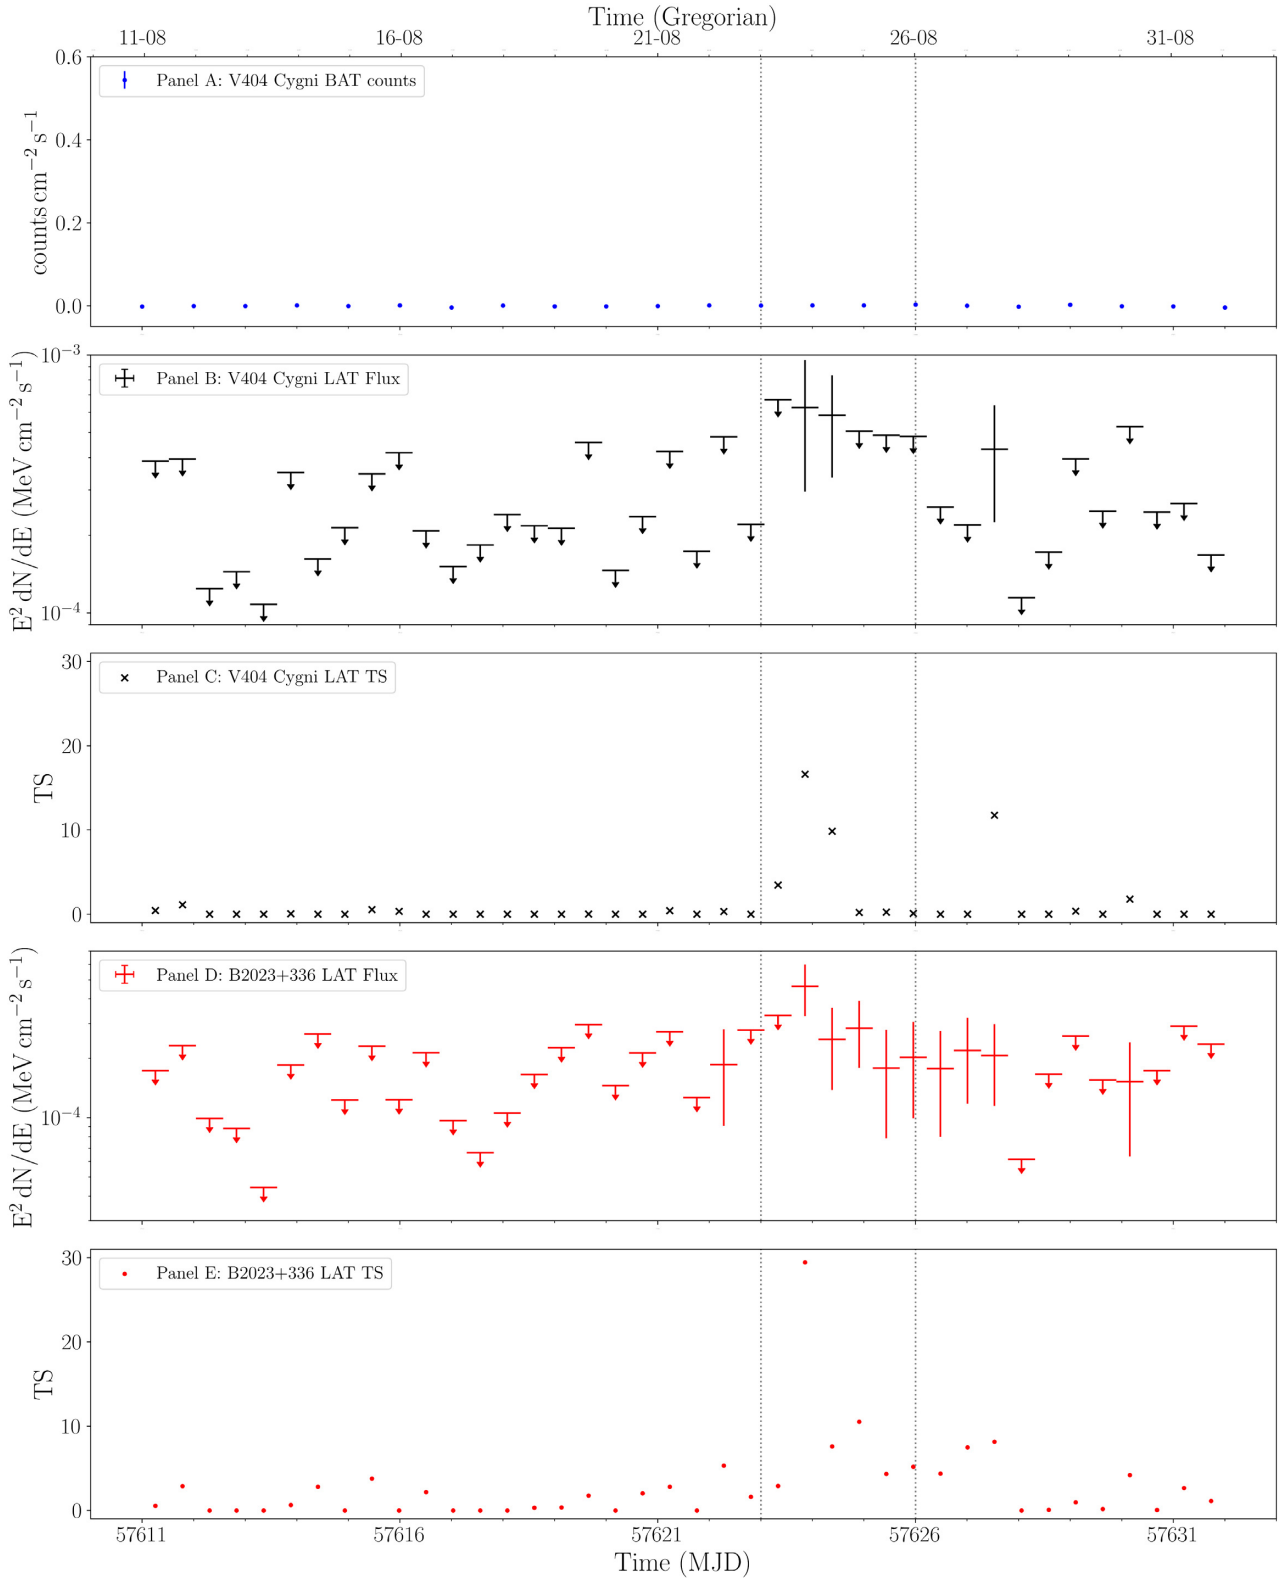 Time (Gregorian)
11-08 16-08 21-08 26-08 31-08
Panel A: V404 Cygni BAT counts
counts cm⁻² s⁻¹
0.6
0.4
0.2
0.0
Panel B: V404 Cygni LAT Flux
E² dN/dE (MeV cm⁻² s⁻¹)
10⁻³
10⁻⁴
Panel C: V404 Cygni LAT TS
TS
30
20
10
0
Panel D: B2023+336 LAT Flux
E² dN/dE (MeV cm⁻² s⁻¹)
10⁻⁴
Panel E: B2023+336 LAT TS
TS
30
20
10
0
57611 57616 57621 57626 57631
Time (MJD)